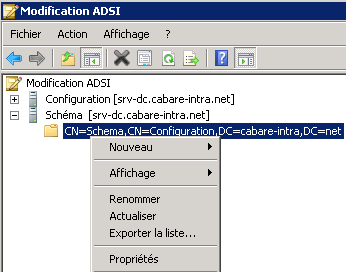 Modification ADSI
Fichier Action Affichage ?
Modification ADSI
Configuration [srv-dc.cabare-intra.net]
Schéma [srv-dc.cabare-intra.net]
CN=Schema,CN=Configuration,DC=cabare-intra,DC=net
Nouveau
Affichage
Renommer
Actualiser
Exporter la liste...
Propriétés